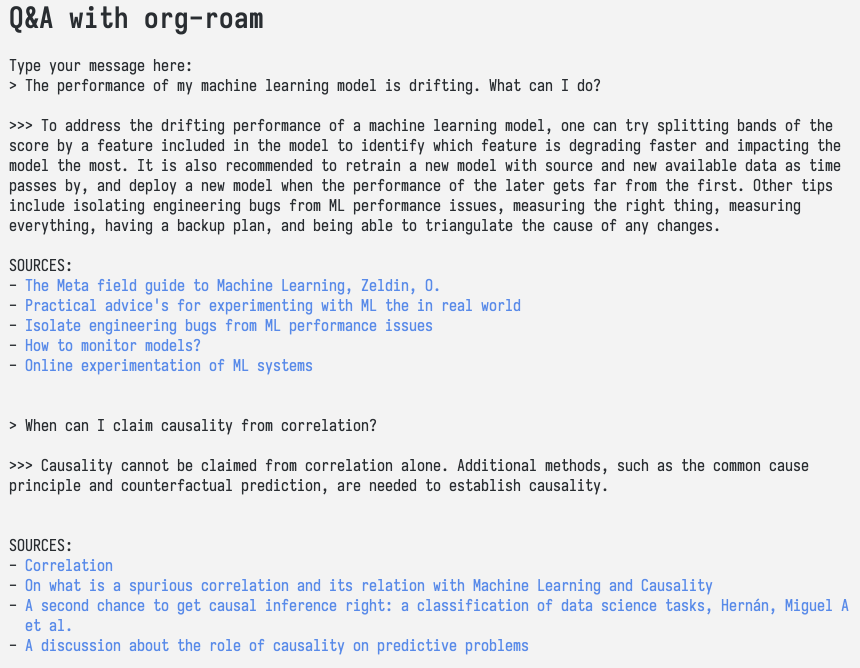 Q&A with org-roam
Type your message here:
> The performance of my machine learning model is drifting. What can I do?
>>> To address the drifting performance of a machine learning model, one can try splitting bands of the
score by a feature included in the model to identify which feature is degrading faster and impacting the
model the most. It is also recommended to retrain a new model with source and new available data as time
passes by, and deploy a new model when the performance of the later gets far from the first. Other tips
include isolating engineering bugs from ML performance issues, measuring the right thing, measuring
everything, having a backup plan, and being able to triangulate the cause of any changes.
SOURCES:
- The Meta field guide to Machine Learning, Zeldin, O.
- Practical advice's for experimenting with ML the in real world
- Isolate engineering bugs from ML performance issues
- How to monitor models?
- Online experimentation of ML systems
> When can I claim causality from correlation?
>>> Causality cannot be claimed from correlation alone. Additional methods, such as the common cause
principle and counterfactual prediction, are needed to establish causality.
SOURCES:
- Correlation
- On what is a spurious correlation and its relation with Machine Learning and Causality
- A second chance to get causal inference right: a classification of data science tasks, Hernán, Miguel A
et al.
- A discussion about the role of causality on predictive problems